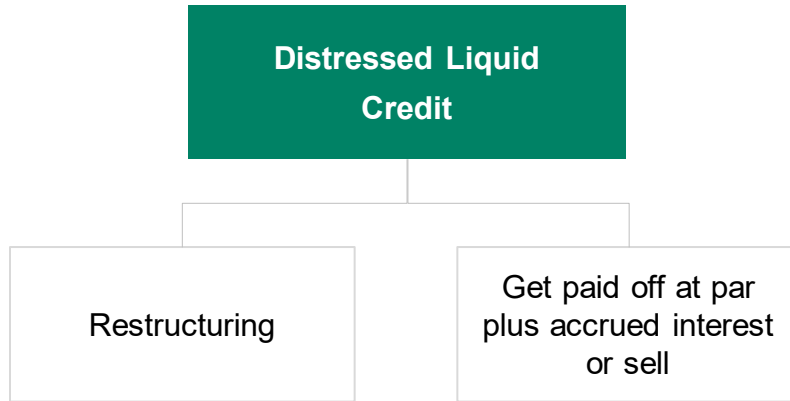 Distressed Liquid
Credit
Restructuring
Get paid off at par
plus accrued interest
or sell